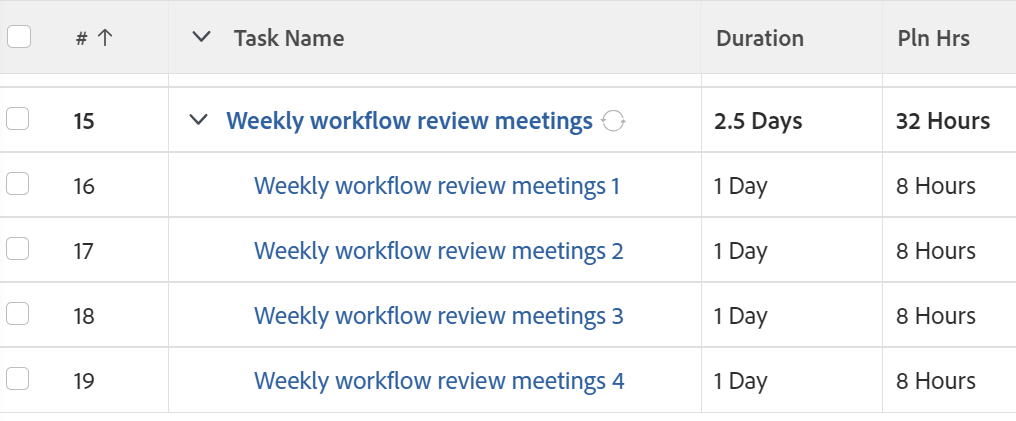 # ↑ Task Name Duration Pln Hrs
15 Weekly workflow review meetings 2.5 Days 32 Hours
16 Weekly workflow review meetings 1 1 Day 8 Hours
17 Weekly workflow review meetings 2 1 Day 8 Hours
18 Weekly workflow review meetings 3 1 Day 8 Hours
19 Weekly workflow review meetings 4 1 Day 8 Hours